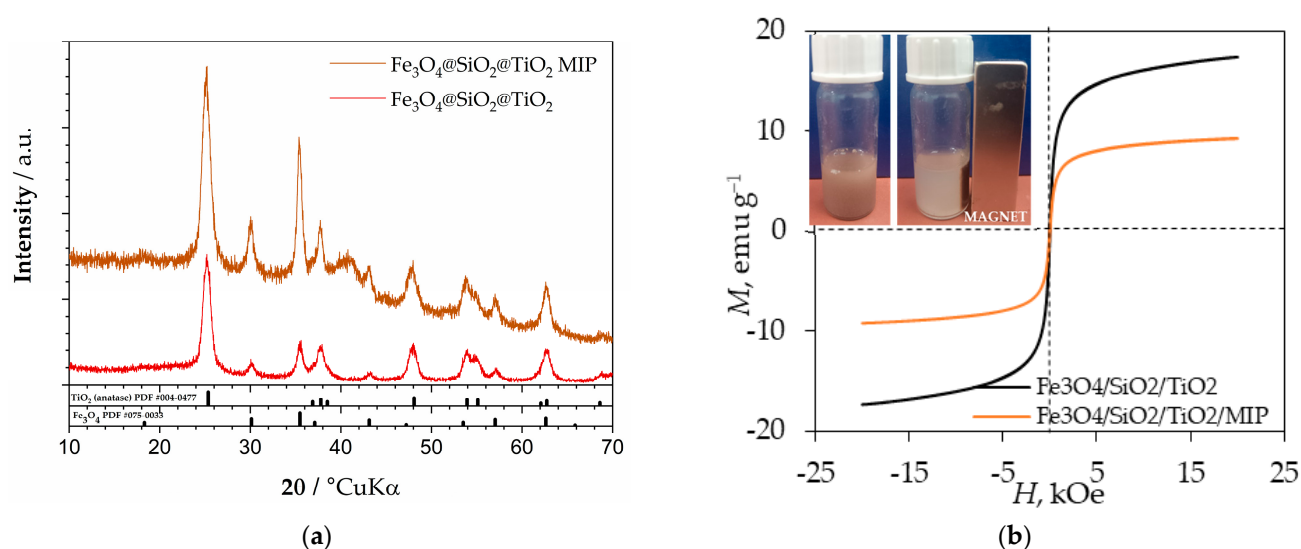 Fe₃O₄@SiO₂@TiO₂ MIP
Fe₃O₄@SiO₂@TiO₂
Intensity / a.u.
TiO₂ (anatase) PDF #004-0477
Fe₃O₄ PDF #075-0033
10 20 30 40 50 60 70
20 / °CuKα
(a)
20
10
0
-10
-20
M, emu g⁻¹
MAGNET
Fe3O4/SiO2/TiO2
Fe3O4/SiO2/TiO2/MIP
-25 -15 -5 5 15 25
H, kOe
(b)